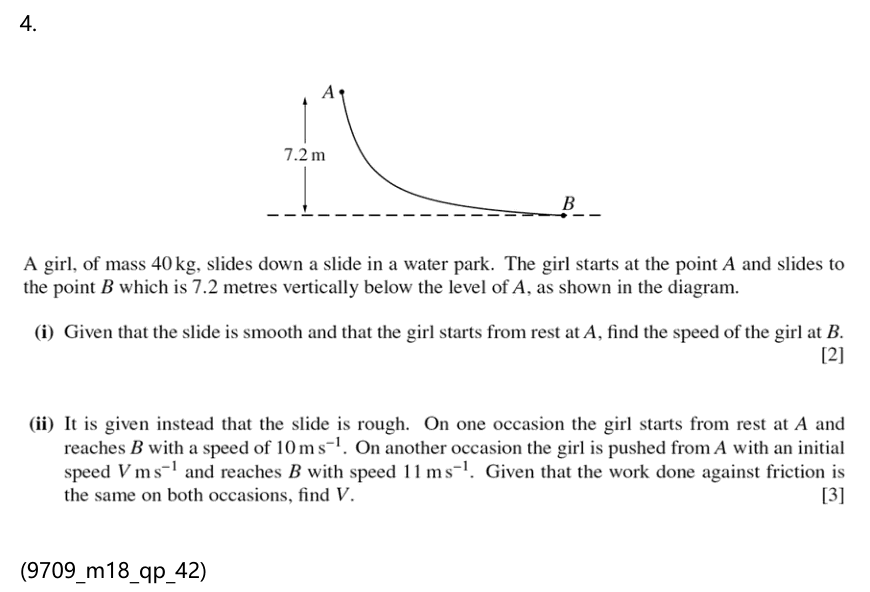 4.
A
7.2 m
B
A girl, of mass 40 kg, slides down a slide in a water park. The girl starts at the point A and slides to
the point B which is 7.2 metres vertically below the level of A, as shown in the diagram.
(i) Given that the slide is smooth and that the girl starts from rest at A, find the speed of the girl at B.
[2]
(ii) It is given instead that the slide is rough. On one occasion the girl starts from rest at A and
reaches B with a speed of 10 m s⁻¹. On another occasion the girl is pushed from A with an initial
speed V m s⁻¹ and reaches B with speed 11 m s⁻¹. Given that the work done against friction is
the same on both occasions, find V. [3]
(9709_m18_qp_42)